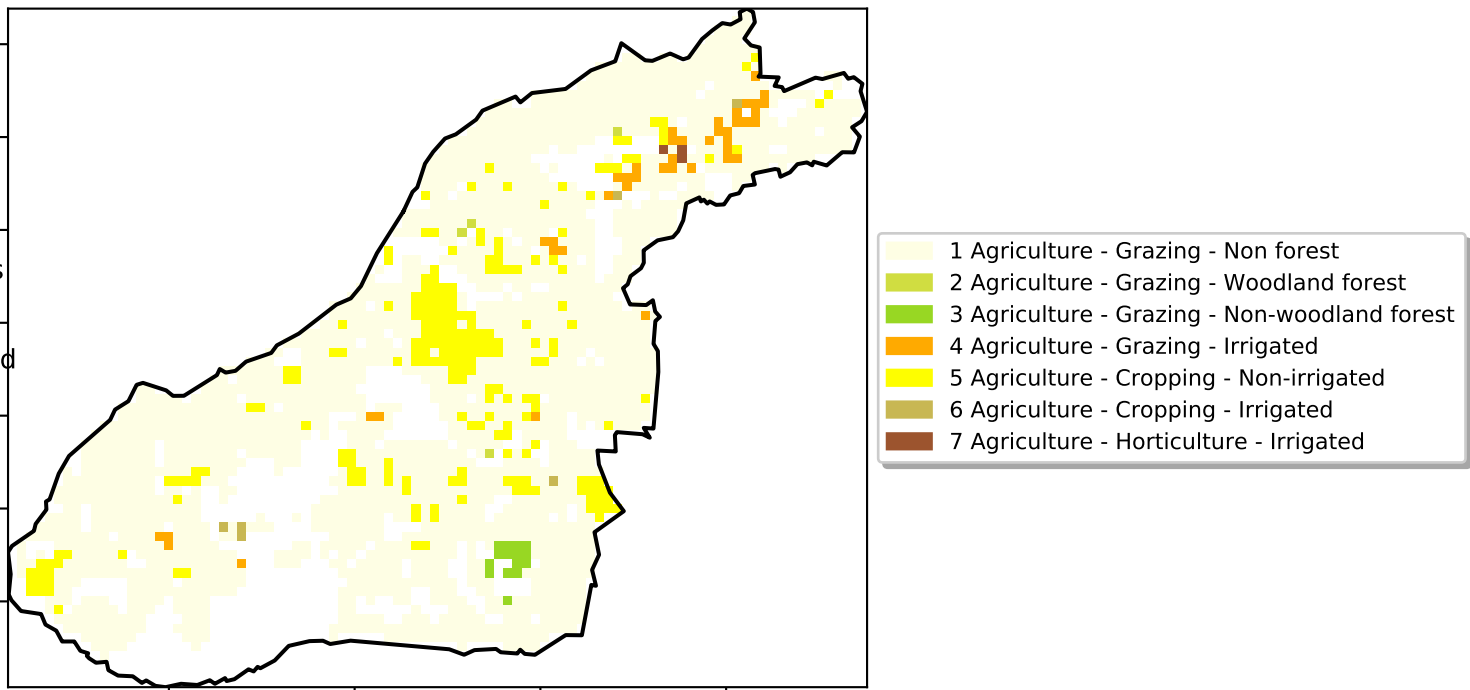 1 Agriculture - Grazing - Non forest
2 Agriculture - Grazing - Woodland forest
3 Agriculture - Grazing - Non-woodland forest
4 Agriculture - Grazing - Irrigated
d
5 Agriculture - Cropping - Non-irrigated
6 Agriculture - Cropping - Irrigated
7 Agriculture - Horticulture - Irrigated